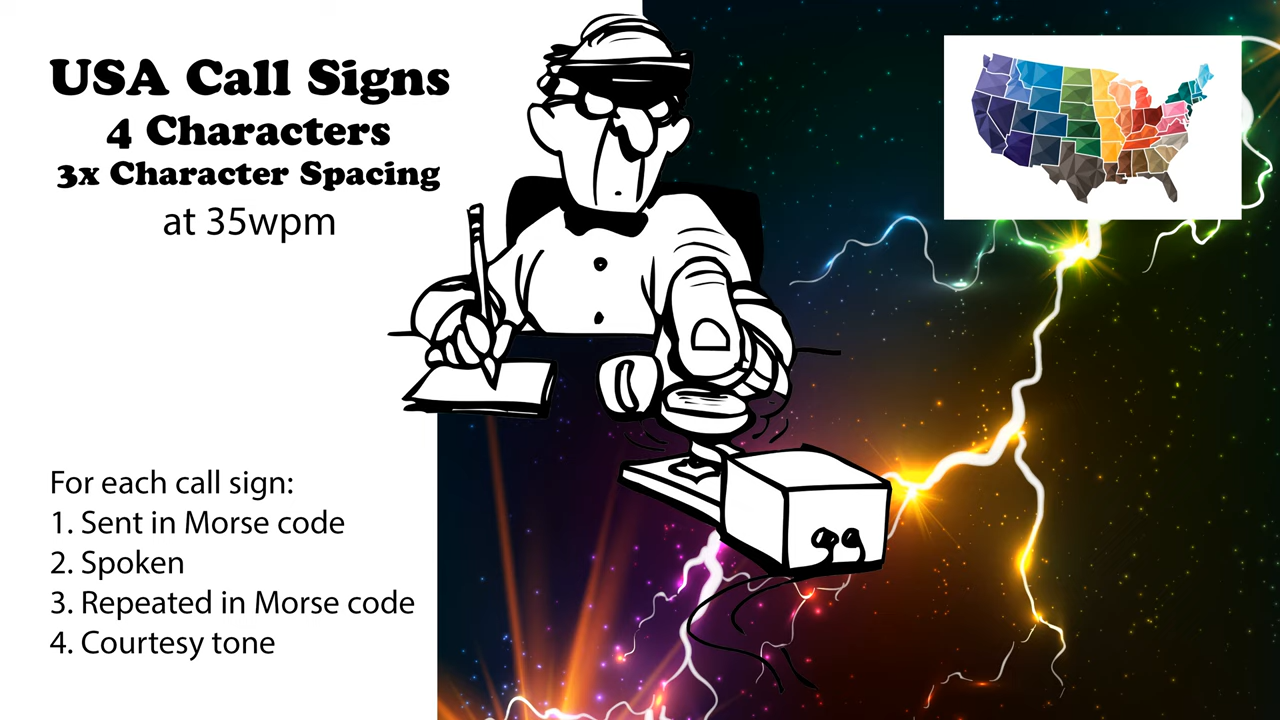 USA Call Signs
4 Characters
3x Character Spacing
at 35wpm
For each call sign:
1. Sent in Morse code
2. Spoken
3. Repeated in Morse code
4. Courtesy tone